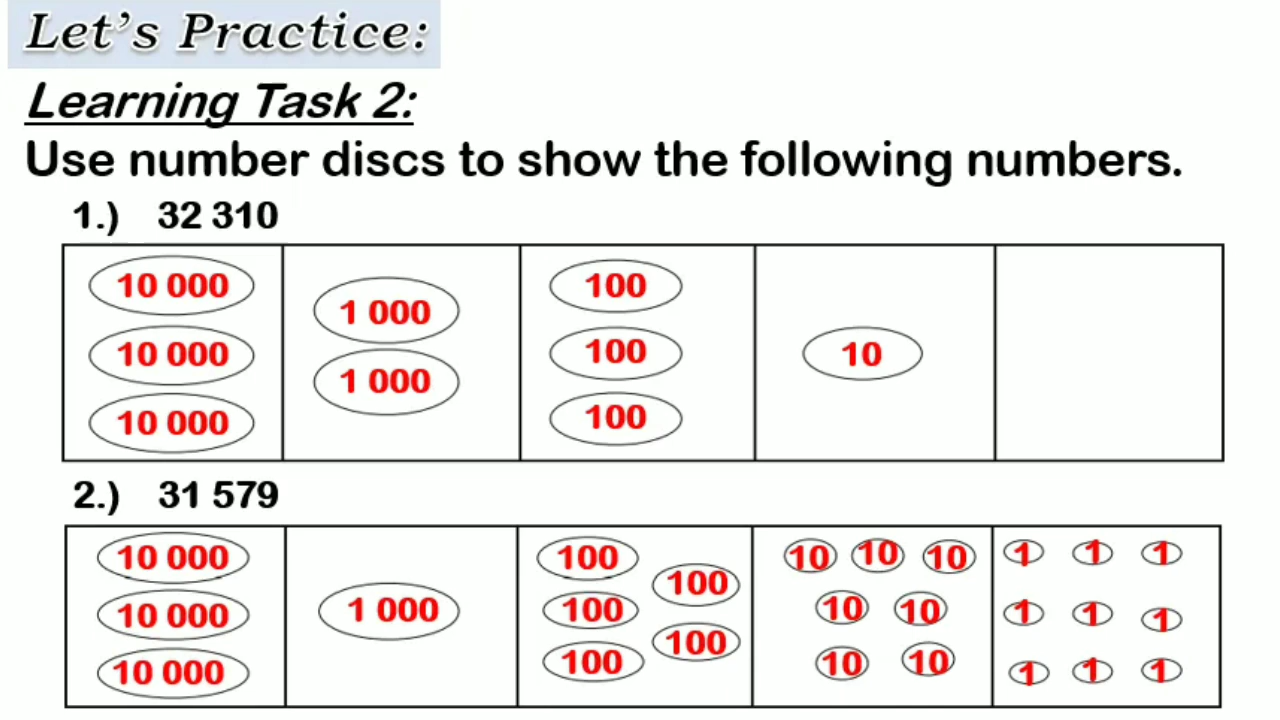 Let's Practice:
Learning Task 2:
Use number discs to show the following numbers.
1.) 32 310
10 000
10 000
10 000
1 000
1 000
100
100
100
10
2.) 31 579
10 000
10 000
10 000
1 000
100
100
100
100
100
10 10 10
10 10
10 10
1 1 1
1 1 1
1 1 1